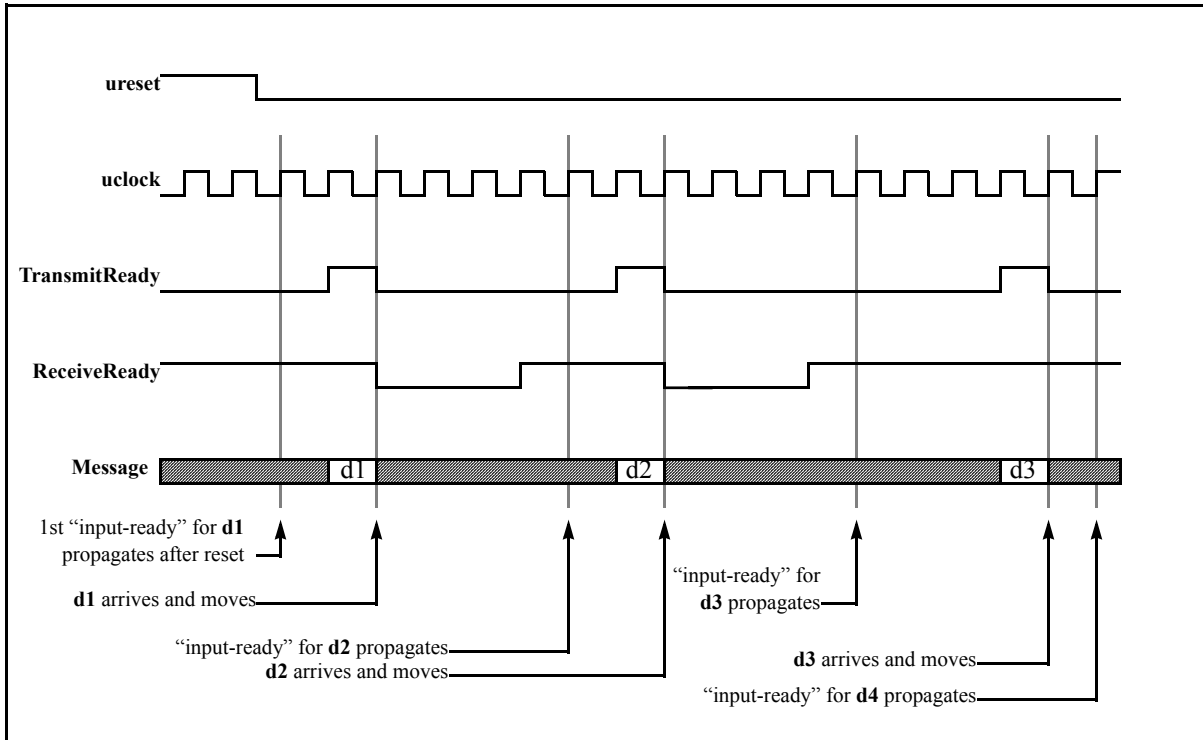 ureset
uclock
TransmitReady
ReceiveReady
Message
d1
d2
d3
1st “input-ready” for d1
propagates after reset
d1 arrives and moves
“input-ready” for d2 propagates
d2 arrives and moves
“input-ready” for
d3 propagates
d3 arrives and moves
“input-ready” for d4 propagates